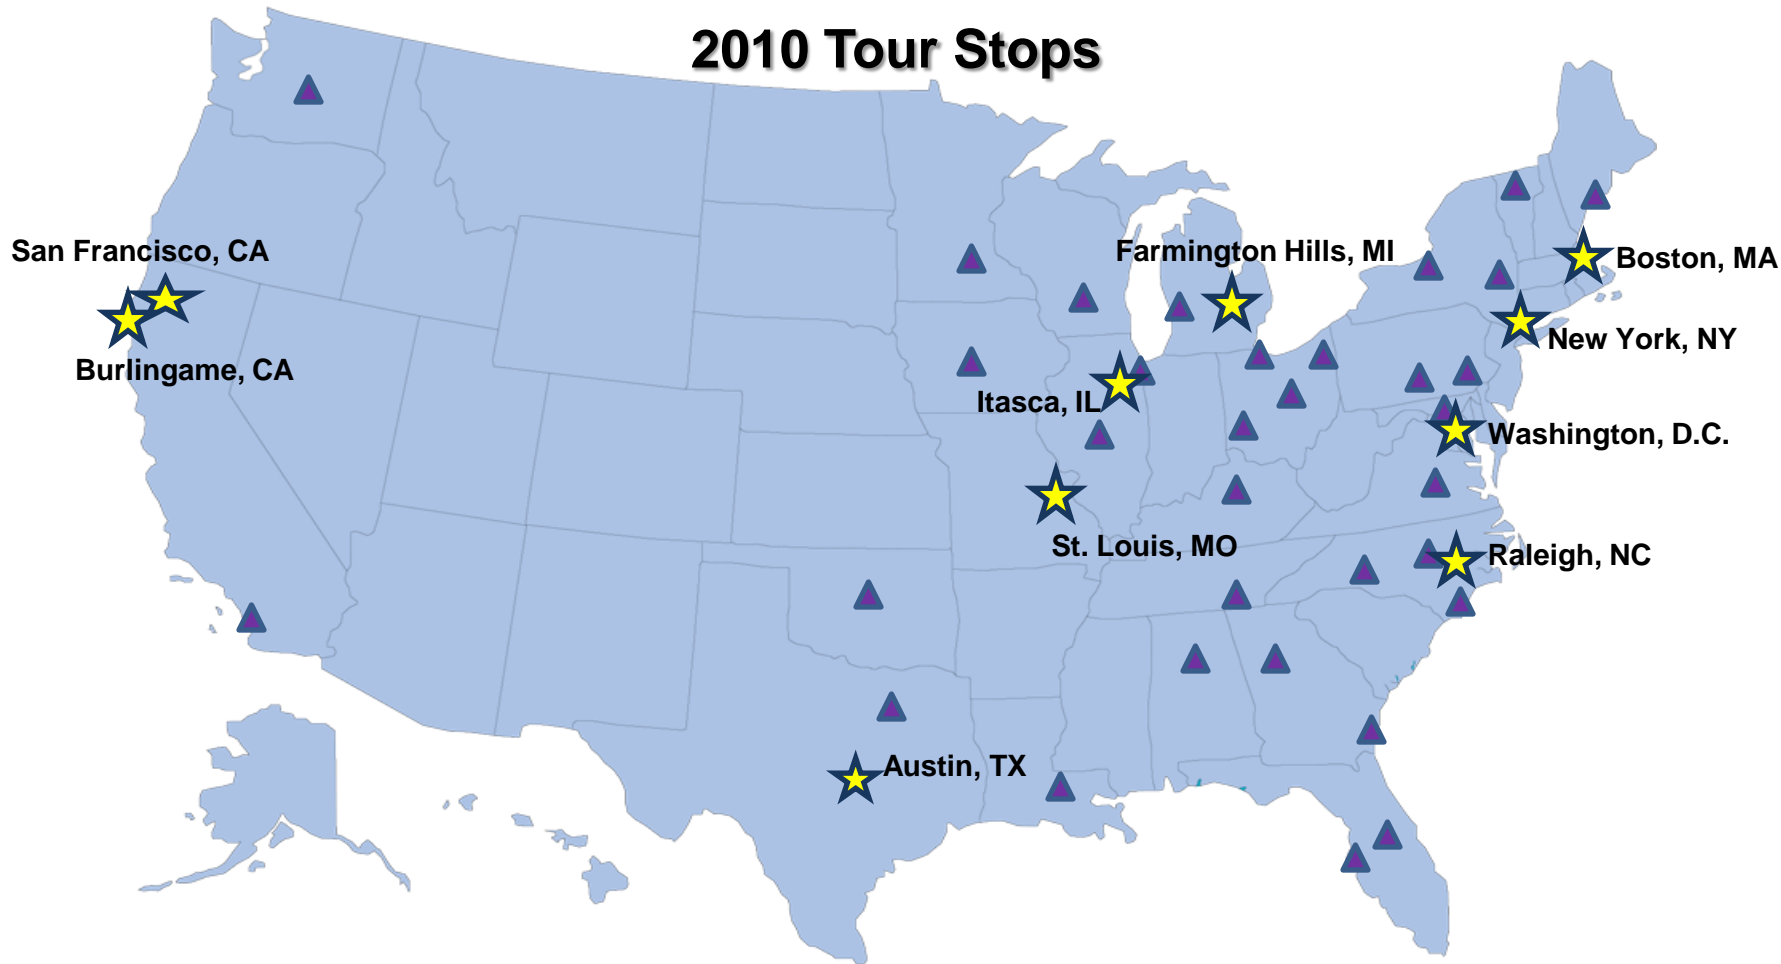 2010 Tour Stops
San Francisco, CA
Farmington Hills, MI
Boston, MA
New York, NY
Burlingame, CA
Itasca, IL
Washington, D.C.
St. Louis, MO
Raleigh, NC
Austin, TX